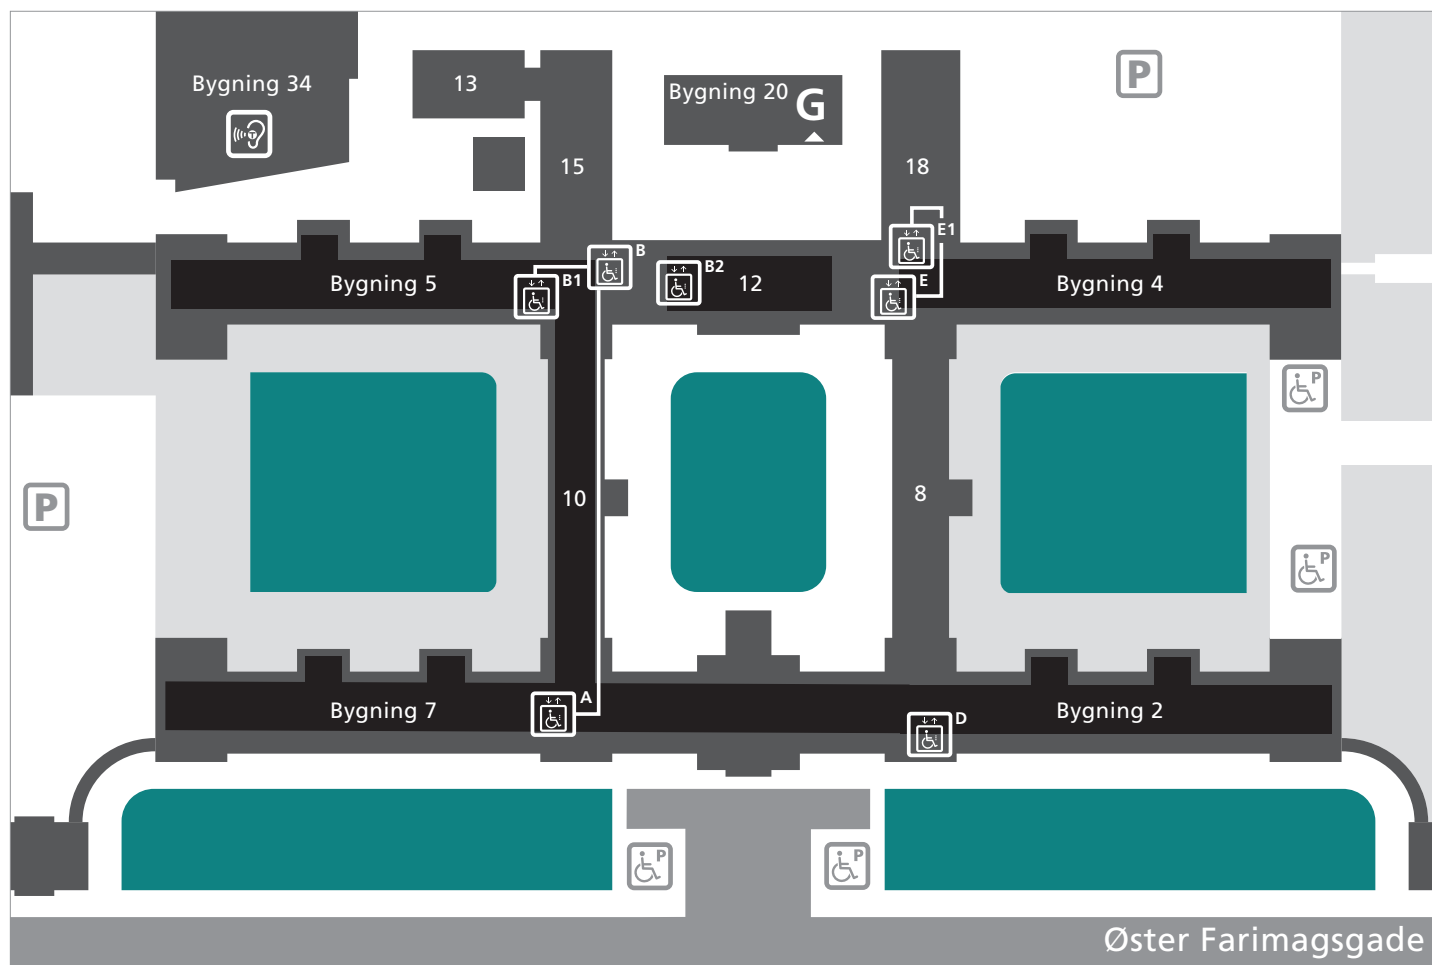 P
Bygning 34
13
Bygning 20
G
T
15
18
B
E1
B1
B2
E
Bygning 5
12
Bygning 4
P
P
10
8
P
A
Bygning 7
D
Bygning 2
P
P
Øster Farimagsgade